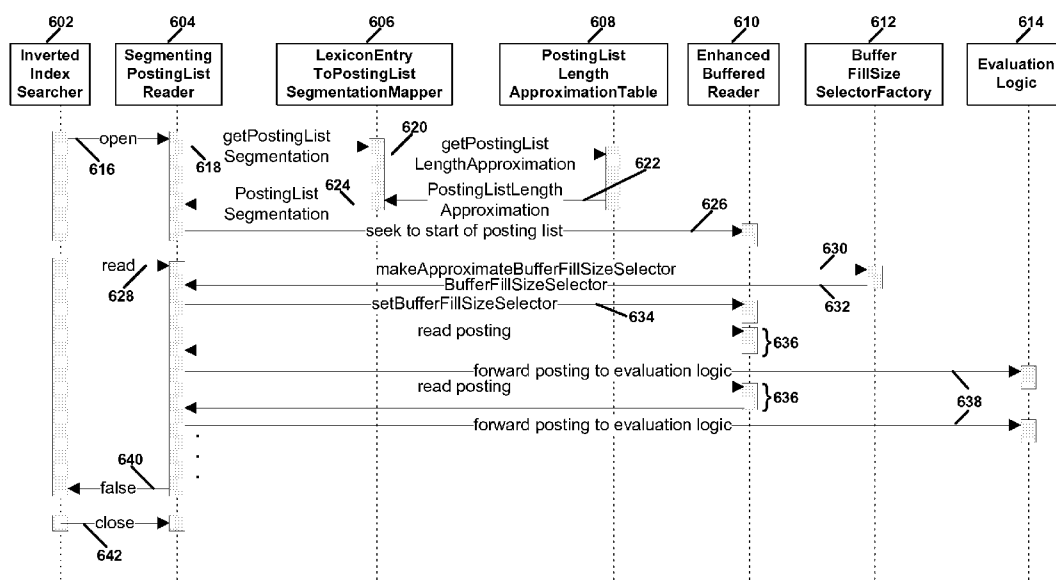 602
604
606
608
610
612
614
Inverted
Index
Searcher
Segmenting
PostingList
Reader
LexiconEntry
ToPostingList
SegmentationMapper
PostingList
Length
ApproximationTable
Enhanced
Buffered
Reader
Buffer
FillSize
SelectorFactory
Evaluation
Logic
open
616
getPostingList
Segmentation
618
620
getPostingList
LengthApproximation
622
PostingListLength
Approximation
624
PostingList
Segmentation
626
seek to start of posting list
read
628
630
makeApproximateBufferFillSizeSelector
BufferFillSizeSelector
632
setBufferFillSizeSelector
634
read posting
636
forward posting to evaluation logic
read posting
636
638
forward posting to evaluation logic
640
false
close
642